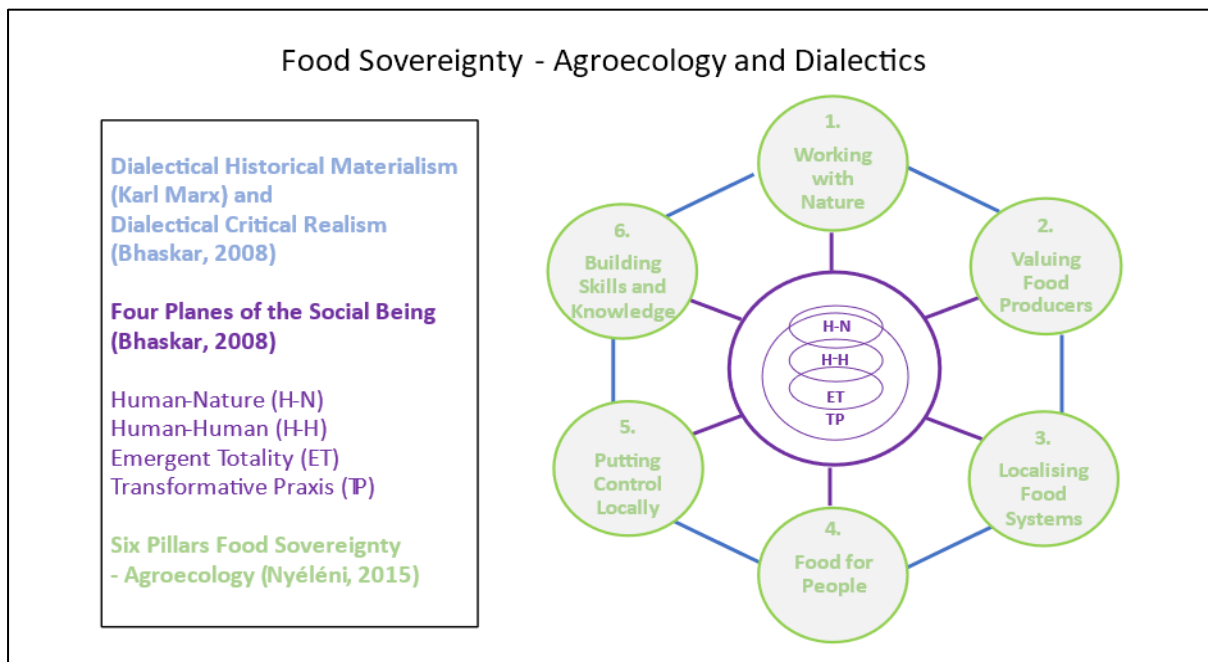 Food Sovereignty - Agroecology and Dialectics
Dialectical Historical Materialism
(Karl Marx) and
Dialectical Critical Realism
(Bhaskar, 2008)
Four Planes of the Social Being
(Bhaskar, 2008)
Human-Nature (H-N)
Human-Human (H-H)
Emergent Totality (ET)
Transformative Praxis (TP)
Six Pillars Food Sovereignty
- Agroecology (Nyéléni, 2015)
1.
Working
with
Nature
2.
Valuing
Food
Producers
3.
Localising
Food
Systems
4.
Food for
People
5.
Putting
Control
Locally
6.
Building
Skills and
Knowledge
H-N
H-H
ET
TP